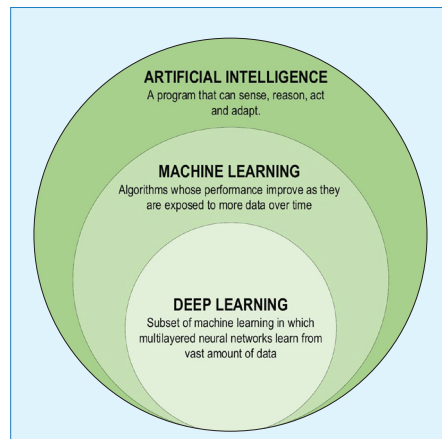 ARTIFICIAL INTELLIGENCE
A program that can sense, reason, act
and adapt.
MACHINE LEARNING
Algorithms whose performance improve as they
are exposed to more data over time
DEEP LEARNING
Subset of machine learning in which
multilayered neural networks learn from
vast amount of data